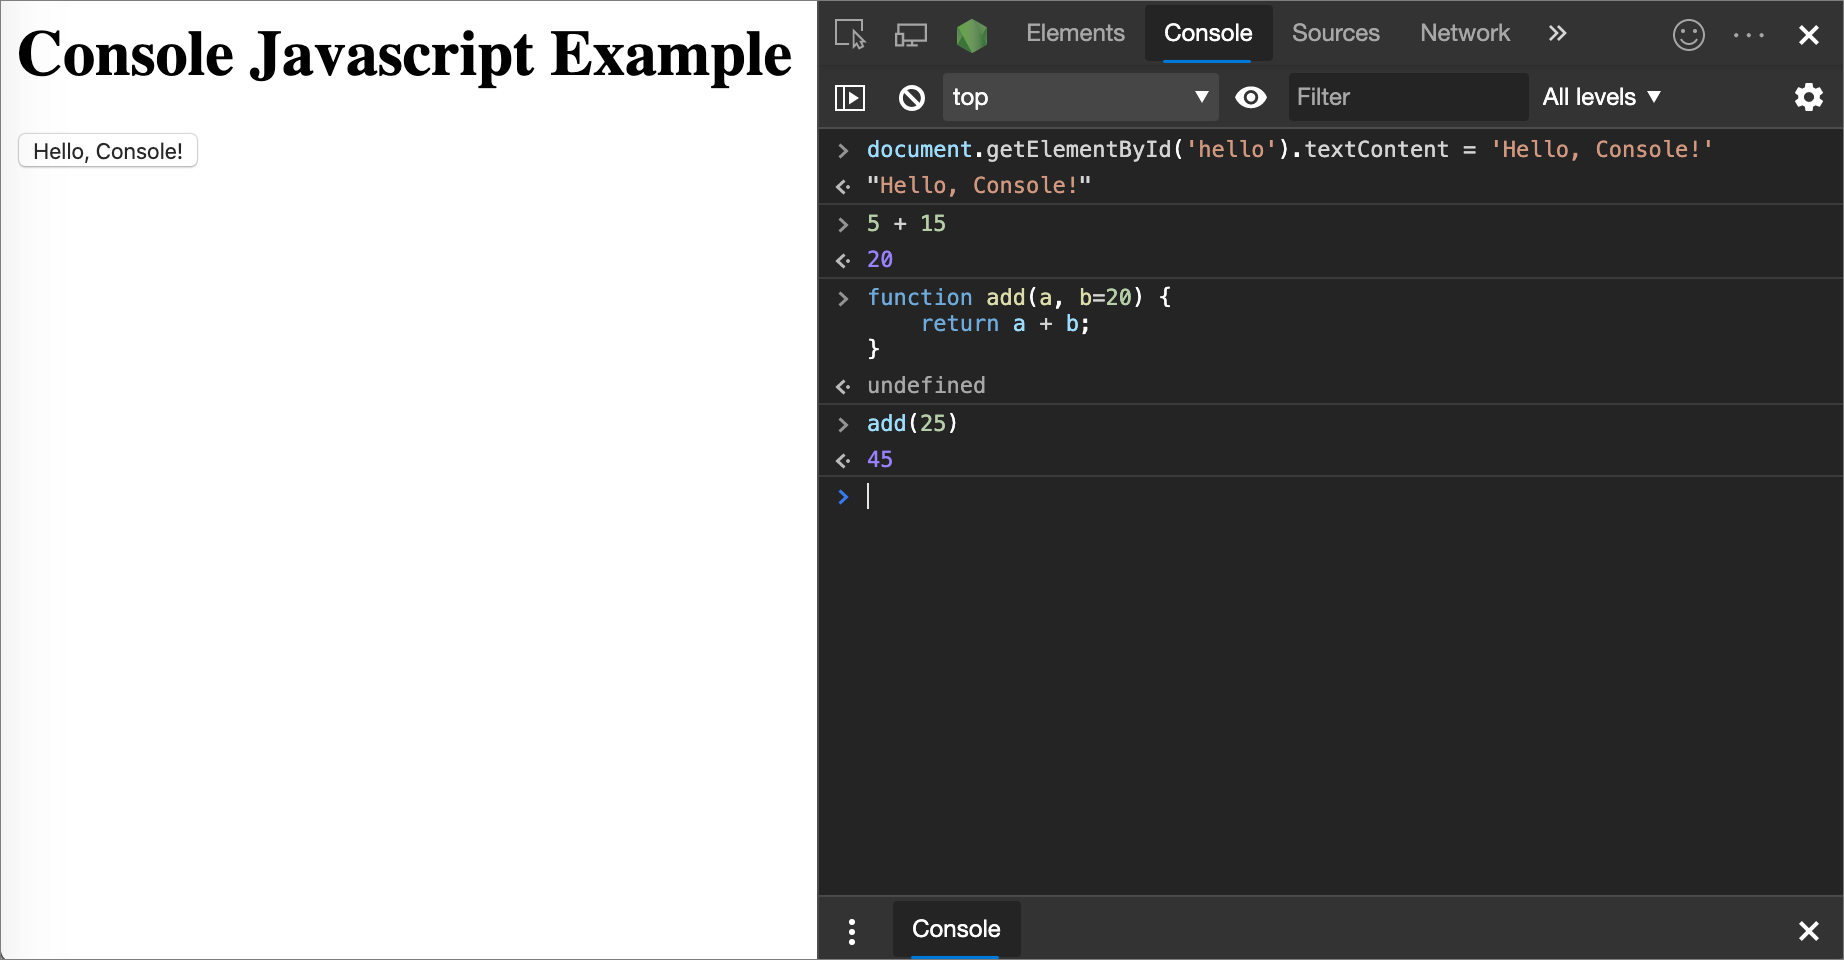 Console Javascript Example
Hello, Console!
Elements Console Sources Network
top Filter All levels
document.getElementById('hello').textContent = 'Hello, Console!'
"Hello, Console!"
5 + 15
20
function add(a, b=20) {
    return a + b;
}
undefined
add(25)
45
Console